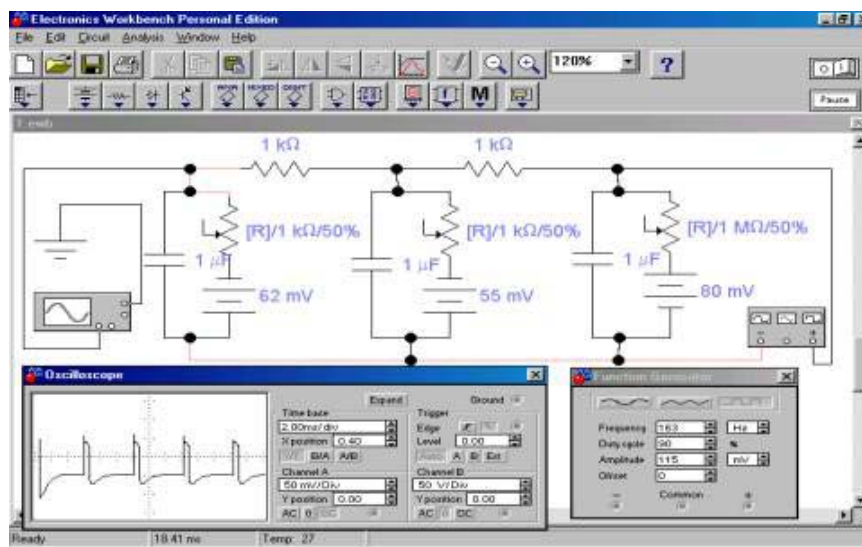 Electronics Workbench Personal Edition
File Edit Circuit Analysis Window Help
120%
?
M
Pause
1.ewb
1 kΩ 1 kΩ
[R]/1 kΩ/50% [R]/1 kΩ/50% [R]/1 MΩ/50%
1 μF 1 μF 1 μF
62 mV 55 mV 80 mV
Oscilloscope
Expand Ground
Time base Trigger
2.00ms/div Edge
X position 0.40 Level 0.00
Y/T B/A A/B Auto A B Ext
Channel A Channel B
50 mV/Div 50 V/Div
Y position 0.00 Y position 0.00
AC 0 DC AC 0 DC
Function Generator
Frequency 163 Hz
Duty cycle 90 %
Amplitude 115 mV
Offset 0
Common
Ready 18.41 ms Temp: 27